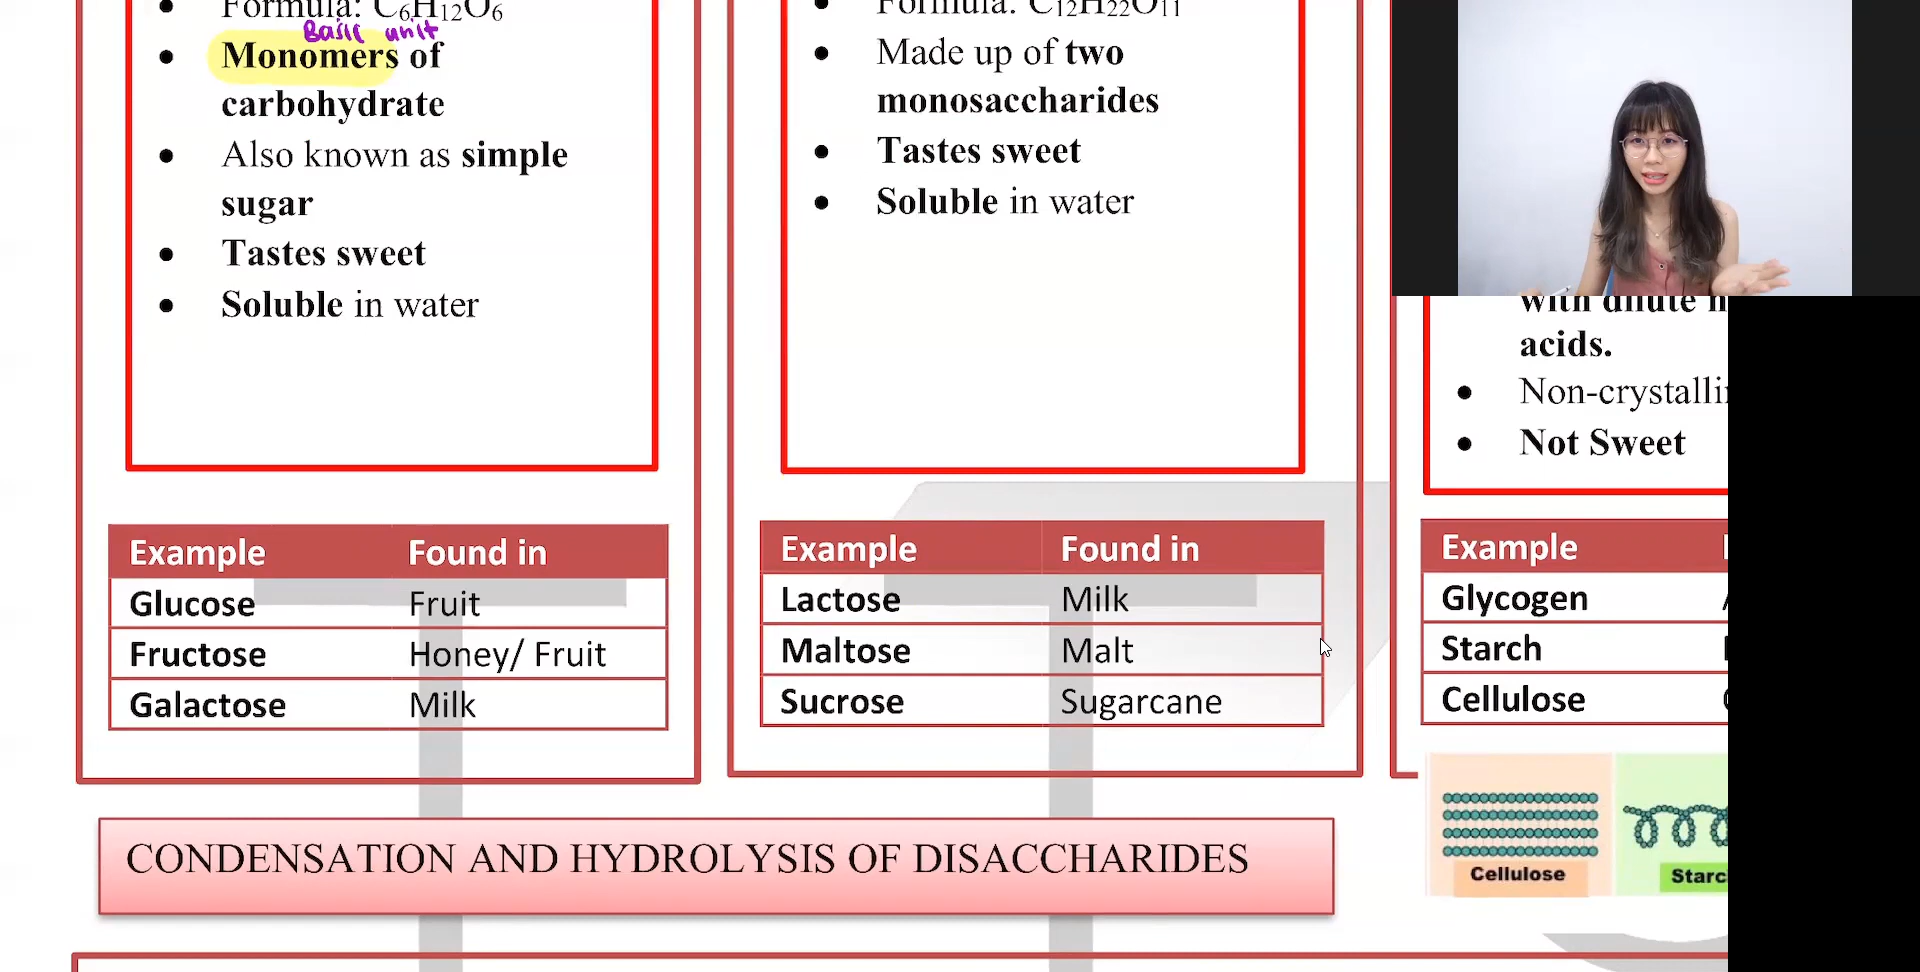 Formula: C6H12O6
Basic unit
Monomers of
carbohydrate
Also known as simple
sugar
Tastes sweet
Soluble in water
Example Found in
Glucose Fruit
Fructose Honey/ Fruit
Galactose Milk
Formula: C12H22O11
Made up of two
monosaccharides
Tastes sweet
Soluble in water
Example Found in
Lactose Milk
Maltose Malt
Sucrose Sugarcane
with dilute
acids.
Not Sweet
Example
Glycogen
Starch
Cellulose
Cellulose
CONDENSATION AND HYDROLYSIS OF DISACCHARIDES